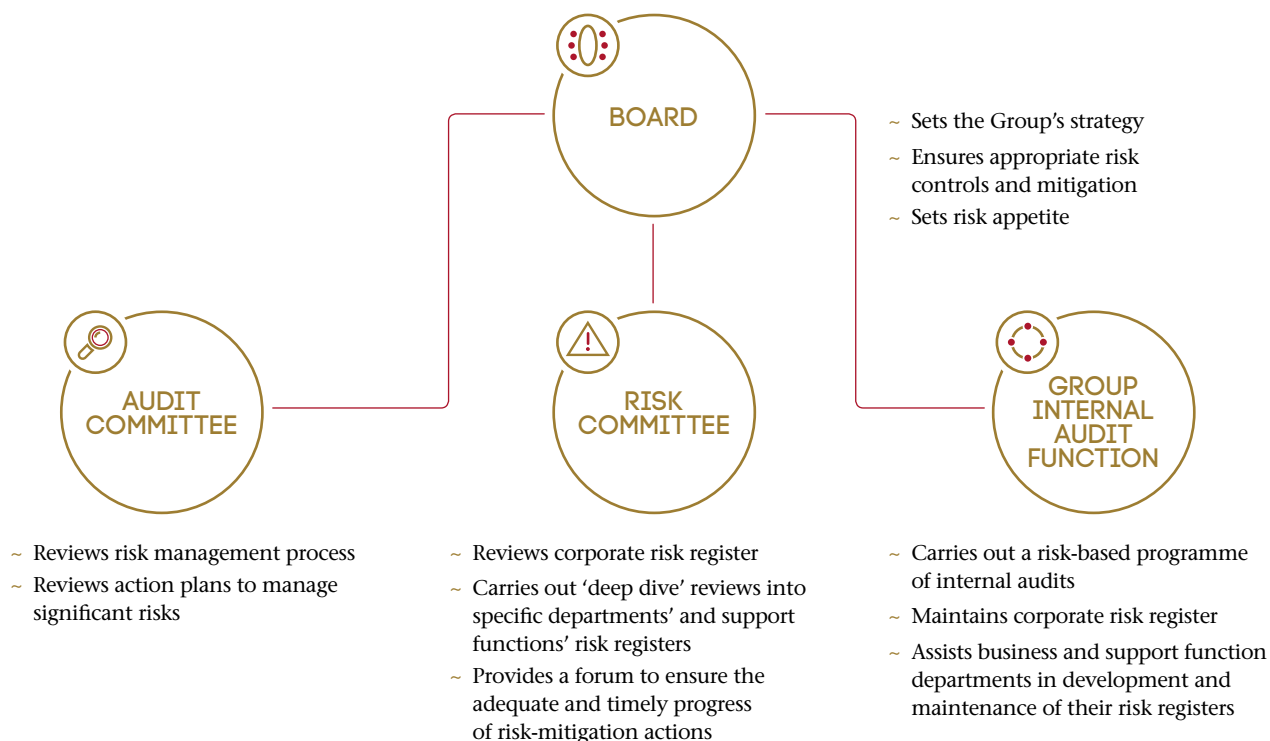 BOARD
~ Sets the Group's strategy
~ Ensures appropriate risk
controls and mitigation
~ Sets risk appetite
AUDIT
COMMITTEE
~ Reviews risk management process
~ Reviews action plans to manage
significant risks
RISK
COMMITTEE
~ Reviews corporate risk register
~ Carries out ‘deep dive’ reviews into
specific departments’ and support
functions’ risk registers
~ Provides a forum to ensure the
adequate and timely progress
of risk-mitigation actions
GROUP
INTERNAL
AUDIT
FUNCTION
~ Carries out a risk-based programme
of internal audits
~ Maintains corporate risk register
~ Assists business and support function
departments in development and
maintenance of their risk registers